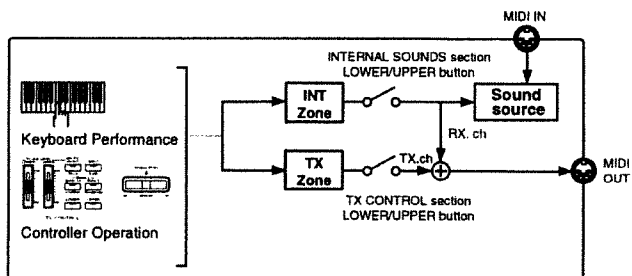 MIDI IN
INTERNAL SOUNDS section
LOWER/UPPER button
INT
Zone
Sound
source
Keyboard Performance
RX. ch
TX
Zone
TX.ch
MIDI
OUT
TX CONTROL section
LOWER/UPPER button
Controller Operation